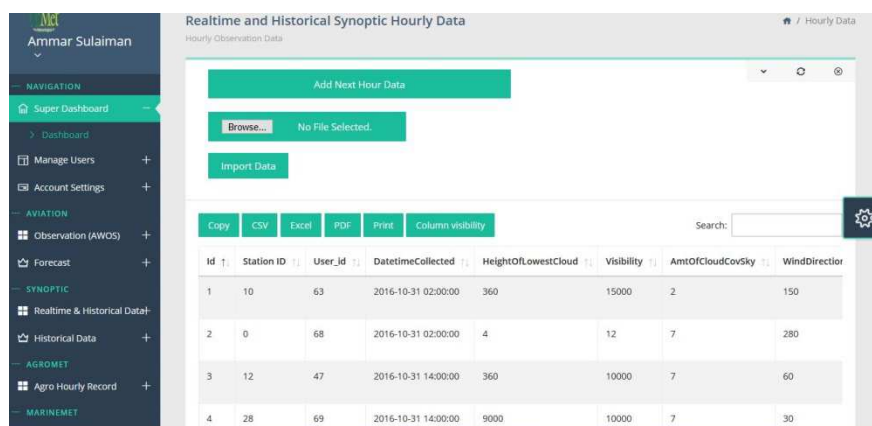 Met
Ammar Sulaiman
NAVIGATION
Super Dashboard
> Dashboard
Manage Users
Account Settings
AVIATION
Observation (AWOS)
Forecast
SYNOPTIC
Realtime & Historical Data
Historical Data
AGROMET
Agro Hourly Record
MARINEMET
Realtime and Historical Synoptic Hourly Data
Hourly Observation Data
/ Hourly Data
Add Next Hour Data
Browse... No File Selected.
Import Data
Copy CSV Excel PDF Print Column visibility Search:
Id Station ID User_id DatetimeCollected HeightOfLowestCloud Visibility AmtOfCloudCovSky WindDirection
1 10 63 2016-10-31 02:00:00 360 15000 2 150
2 0 68 2016-10-31 02:00:00 4 12 7 280
3 12 47 2016-10-31 14:00:00 360 10000 7 60
4 28 69 2016-10-31 14:00:00 9000 10000 7 30